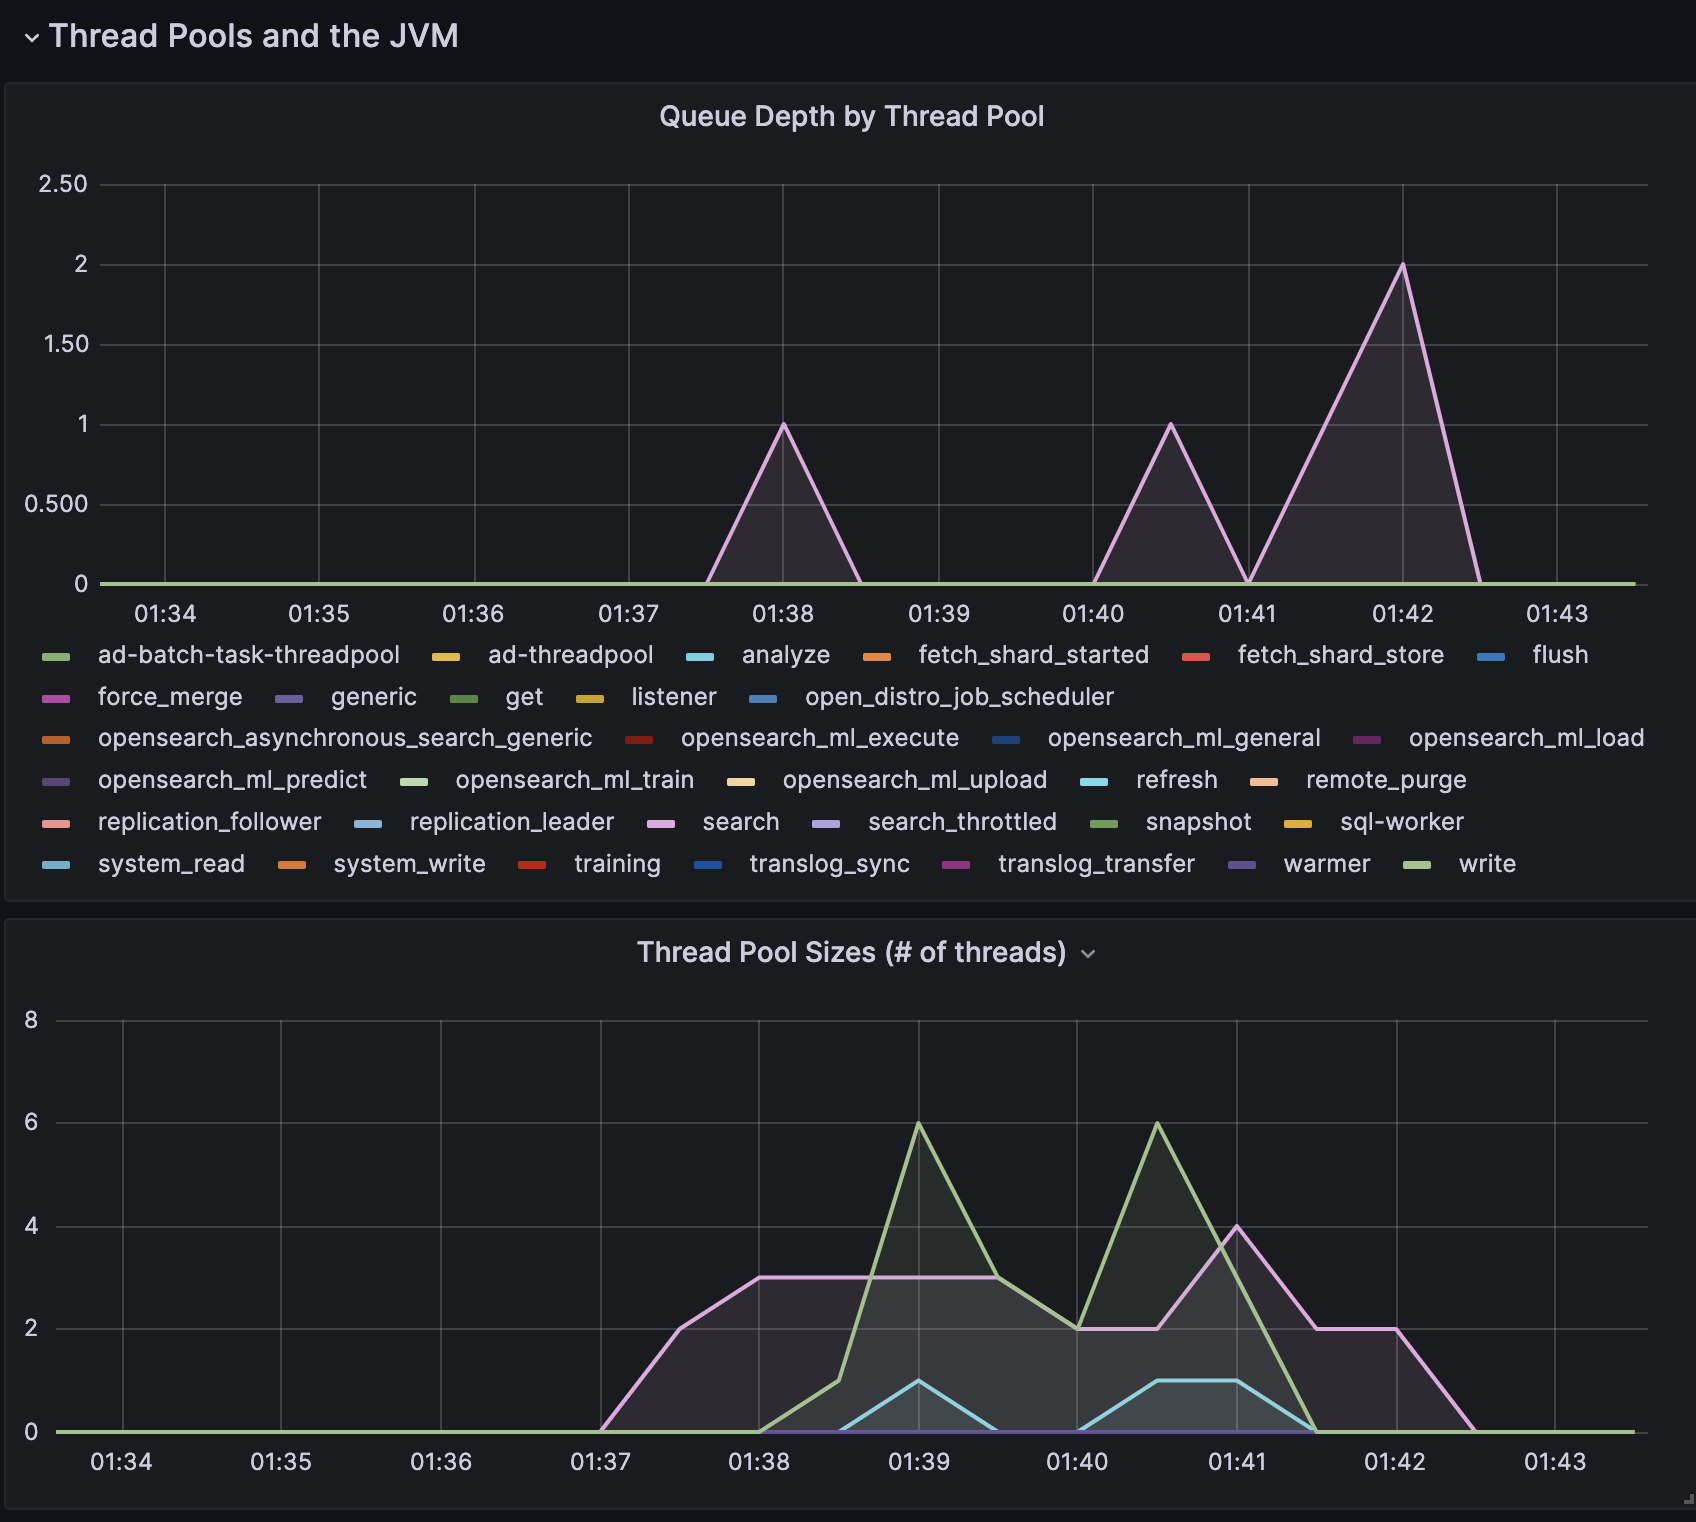 Thread Pools and the JVM
Queue Depth by Thread Pool
2.50
2
1.50
1
0.500
0
01:34 01:35 01:36 01:37 01:38 01:39 01:40 01:41 01:42 01:43
ad-batch-task-threadpool ad-threadpool analyze fetch_shard_started fetch_shard_store flush
force_merge generic get listener open_distro_job_scheduler
opensearch_asynchronous_search_generic opensearch_ml_execute opensearch_ml_general opensearch_ml_load
opensearch_ml_predict opensearch_ml_train opensearch_ml_upload refresh remote_purge
replication_follower replication_leader search search_throttled snapshot sql-worker
system_read system_write training translog_sync translog_transfer warmer write
Thread Pool Sizes (# of threads)
8
6
4
2
0
01:34 01:35 01:36 01:37 01:38 01:39 01:40 01:41 01:42 01:43